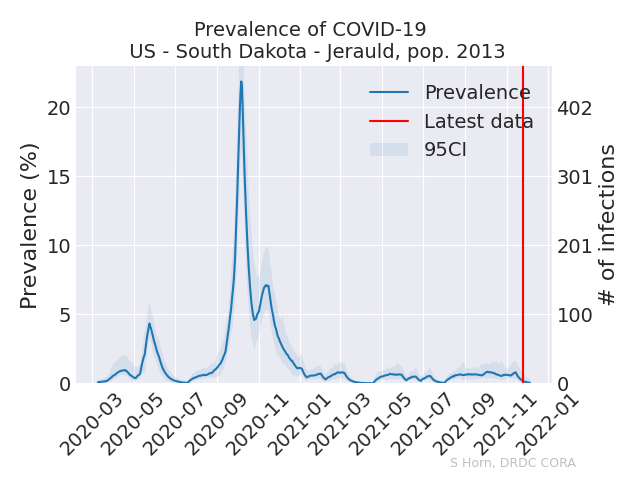 Prevalence of COVID-19
US - South Dakota - Jerauld, pop. 2013
Prevalence
Latest data
95CI
Prevalence (%)
20
15
10
5
0
402
301
201
100
0
# of infections
2020-03
2020-05
2020-07
2020-09
2020-11
2021-01
2021-03
2021-05
2021-07
2021-09
2021-11
2022-01
S Horn, DRDC CORA